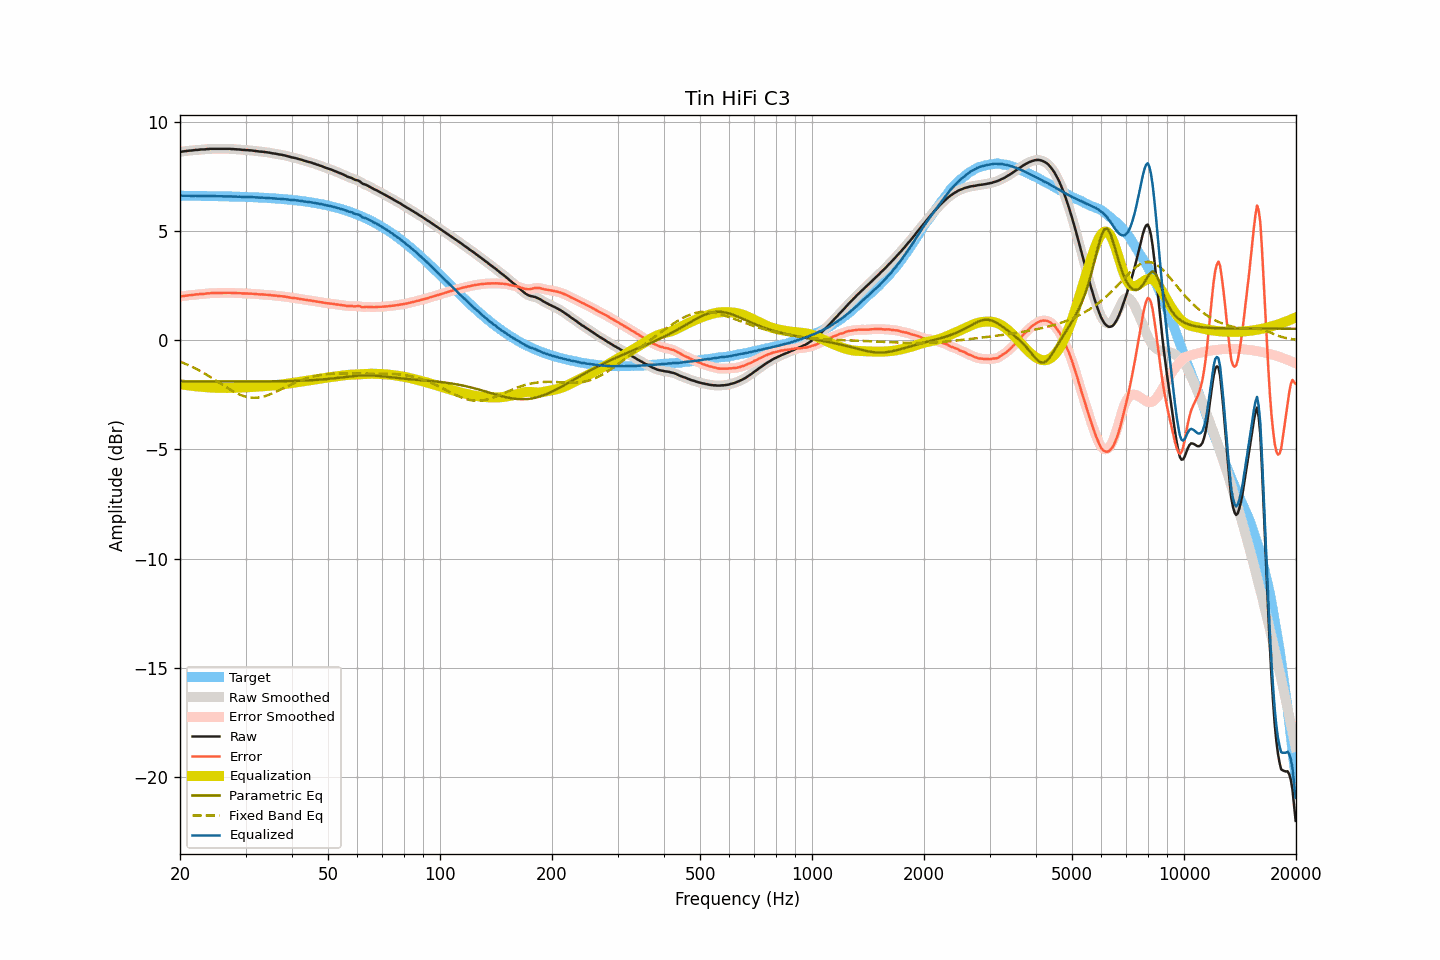 Tin HiFi C3
10
5
0
−5
−10
−15
−20
Amplitude (dBr)
Target
Raw Smoothed
Error Smoothed
Raw
Error
Equalization
Parametric Eq
Fixed Band Eq
Equalized
20 50 100 200 500 1000 2000 5000 10000 20000
Frequency (Hz)